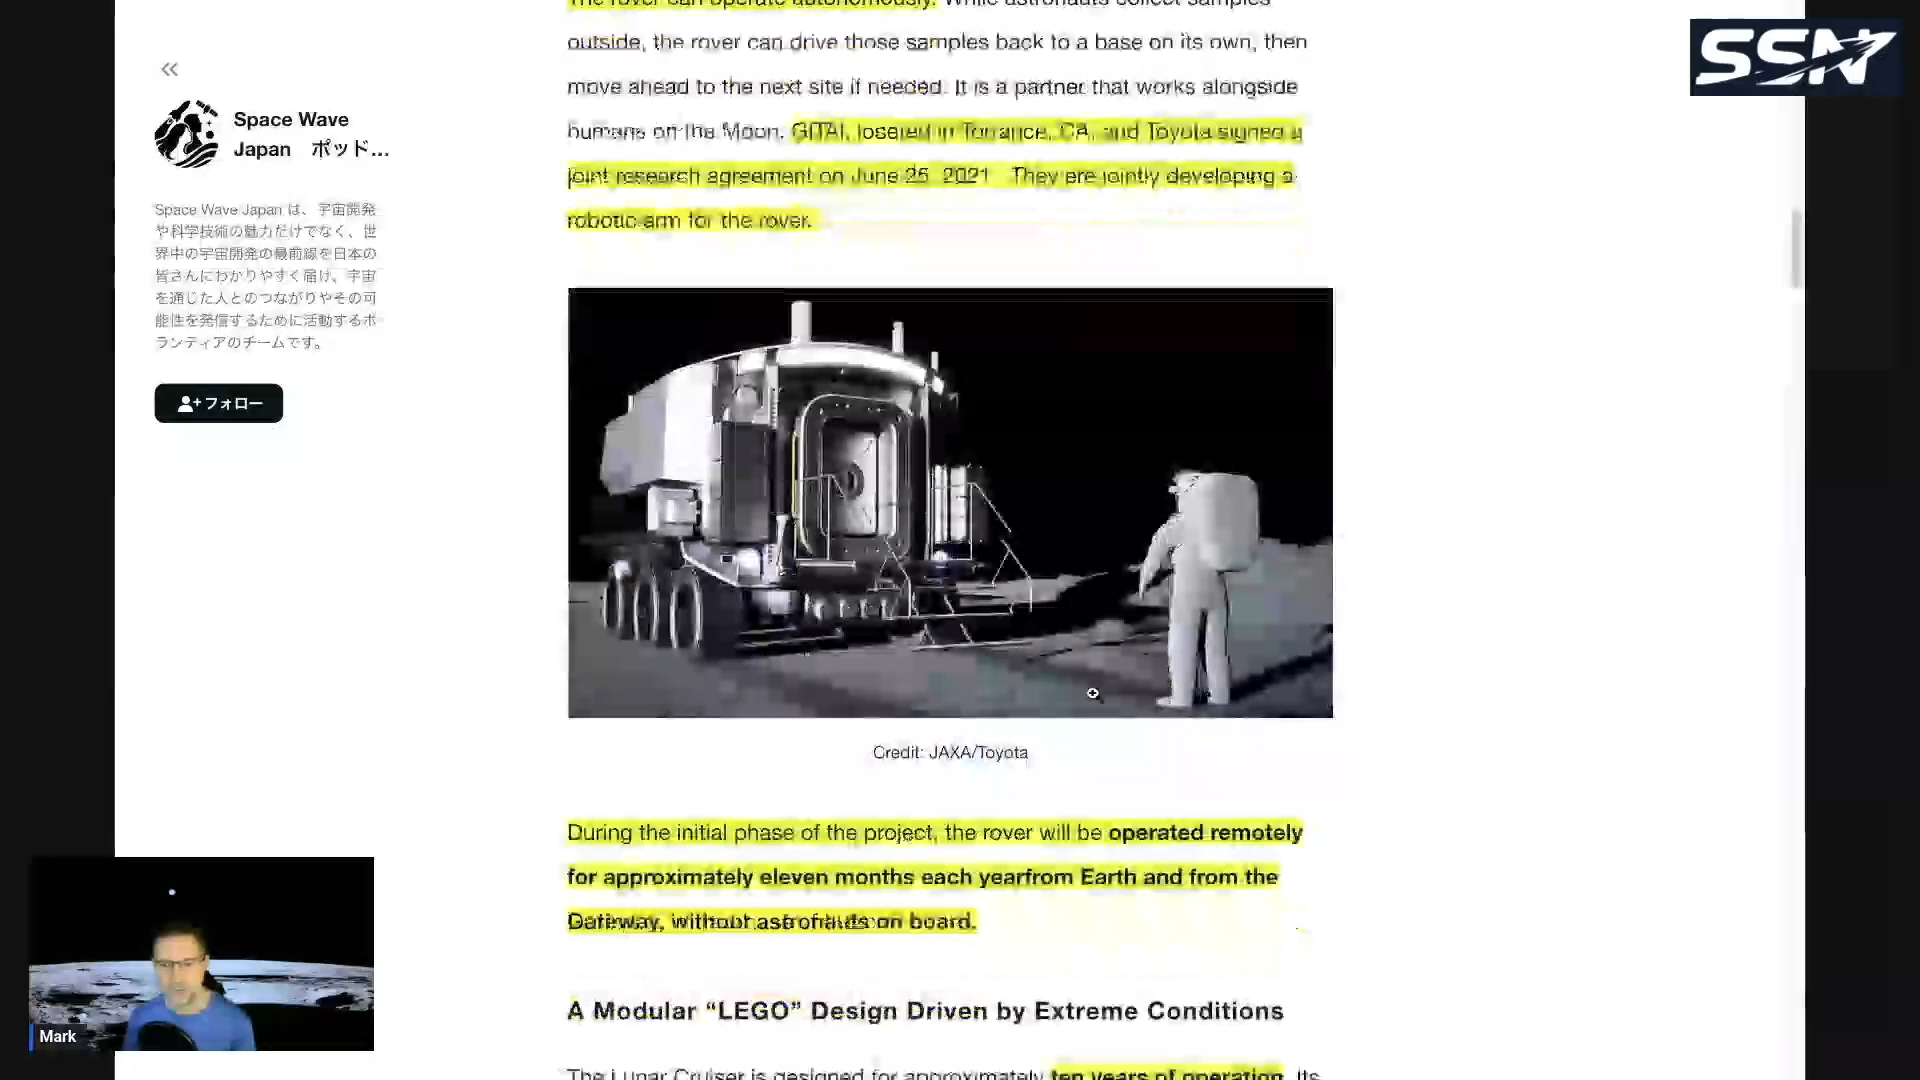 The rover can operate autonomously. While astronauts collect samples
outside, the rover can drive those samples back to a base on its own, then
move ahead to the next site if needed. It is a partner that works alongside
humans on the Moon. GITAI, located in Torrance, CA, and Toyota signed a
joint research agreement on June 25, 2021. They are jointly developing a
robotic arm for the rover.
SSN
Space Wave
Japan ポッド...
Space Wave Japan は、宇宙開発
や科学技術の魅力だけでなく、世
界中の宇宙開発の最前線を日本の
皆さんにわかりやすく届け、宇宙
を通じた人とのつながりやその可
能性を発信するために活動するボ
ランティアのチームです。
フォロー
Credit: JAXA/Toyota
During the initial phase of the project, the rover will be operated remotely
for approximately eleven months each yearfrom Earth and from the
Gateway, without astronauts on board.
A Modular “LEGO” Design Driven by Extreme Conditions
The Lunar Cruiser is designed for approximately ten years of operation. Its
Mark